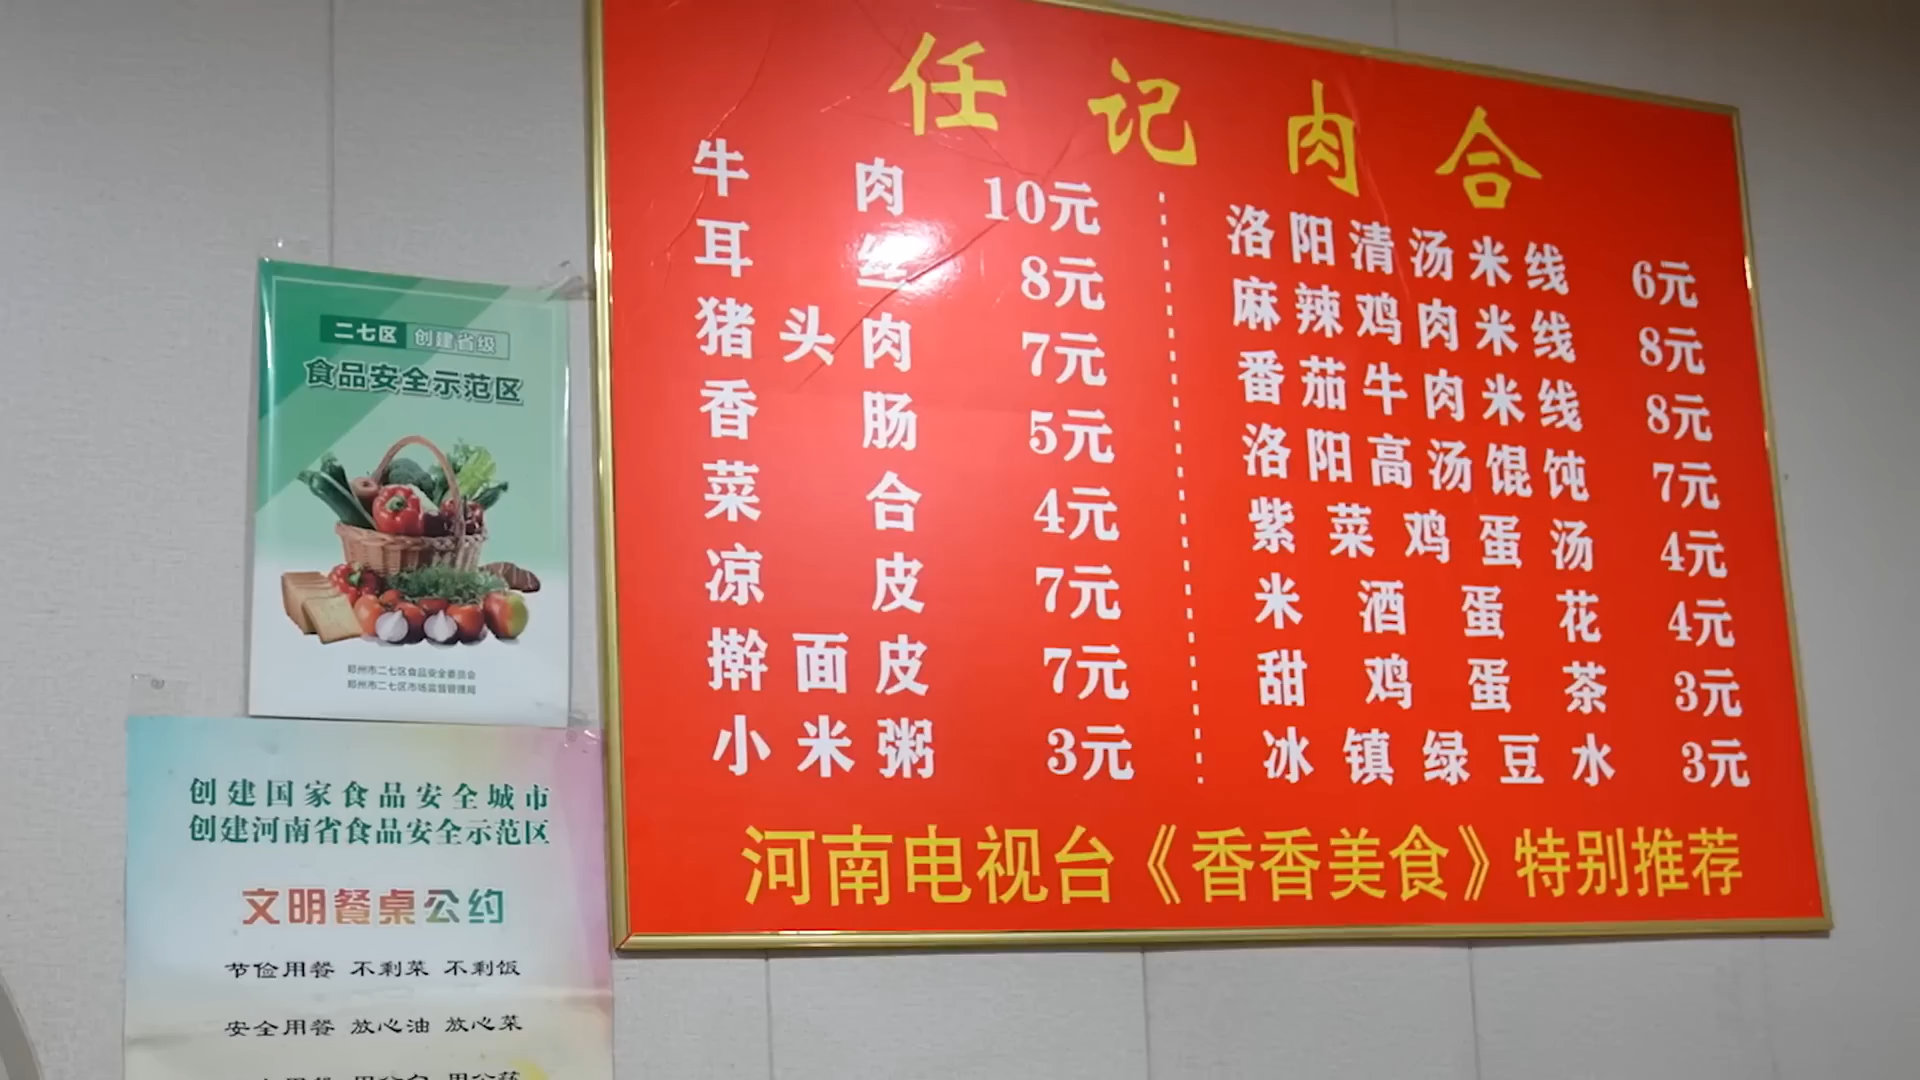 任记肉合
牛肉 10元
耳丝 8元
猪头肉 7元
香肠 5元
菜合 4元
凉皮 7元
擀面皮 7元
小米粥 3元
洛阳清汤米线 6元
麻辣鸡肉米线 8元
番茄牛肉米线 8元
洛阳高汤馄饨 7元
紫菜鸡蛋汤 4元
米酒蛋花 4元
甜鸡蛋茶 3元
冰镇绿豆水 3元
河南电视台《香香美食》特别推荐
二七区 创建省级
食品安全示范区
郑州市二七区食品安全委员会
郑州市二七区市场监督管理局
创建国家食品安全城市
创建河南省食品安全示范区
文明餐桌公约
节俭用餐 不剩菜 不剩饭
安全用餐 放心油 放心菜